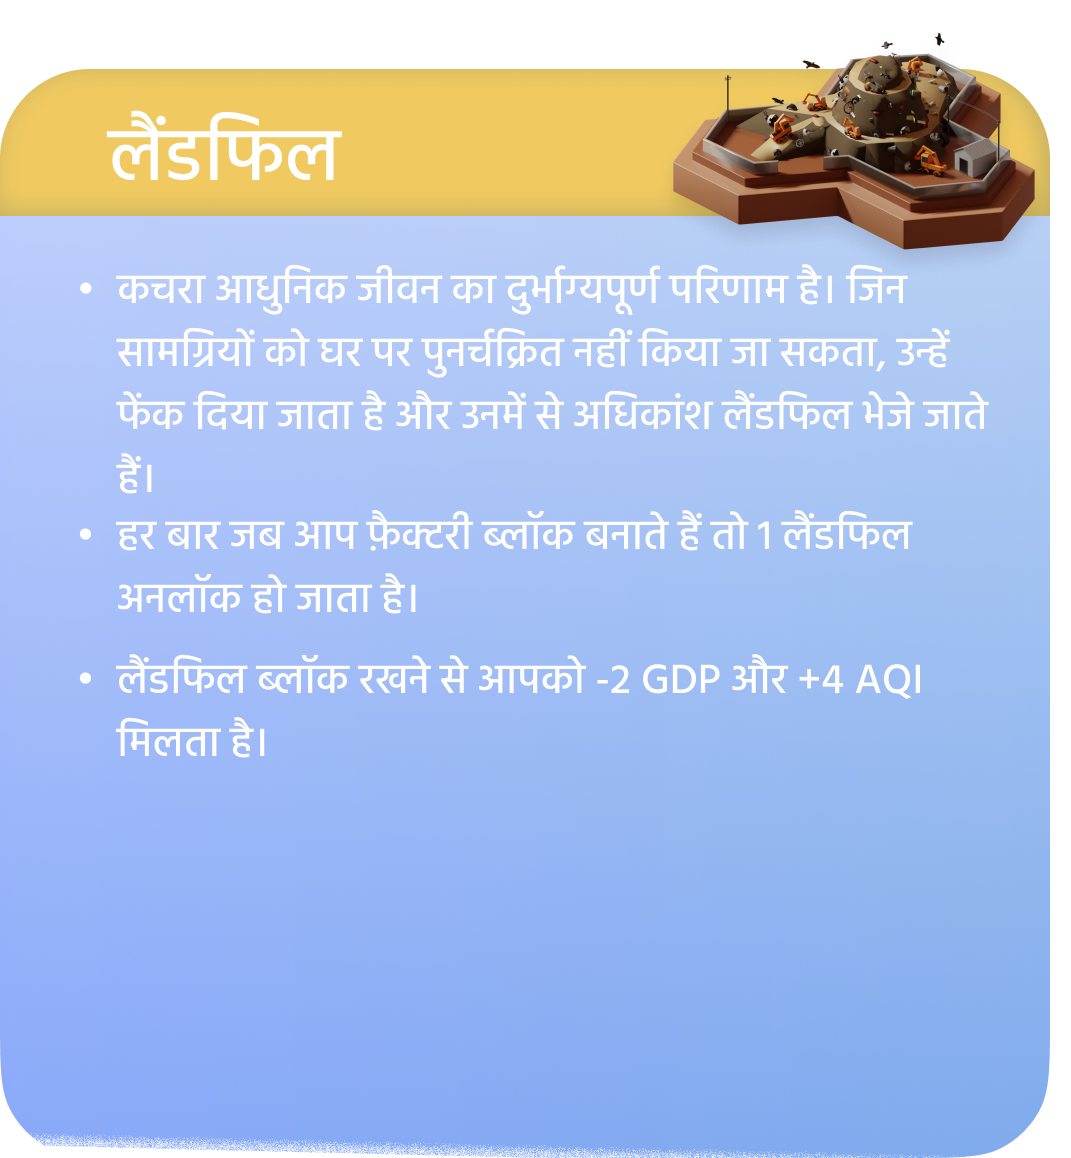 लैंडफिल
• कचरा आधुनिक जीवन का दुर्भाग्यपूर्ण परिणाम है। जिन
सामग्रियों को घर पर पुनर्चक्रित नहीं किया जा सकता, उन्हें
फेंक दिया जाता है और उनमें से अधिकांश लैंडफिल भेजे जाते
हैं।
• हर बार जब आप फ़ैक्टरी ब्लॉक बनाते हैं तो 1 लैंडफिल
अनलॉक हो जाता है।
• लैंडफिल ब्लॉक रखने से आपको -2 GDP और +4 AQI
मिलता है।